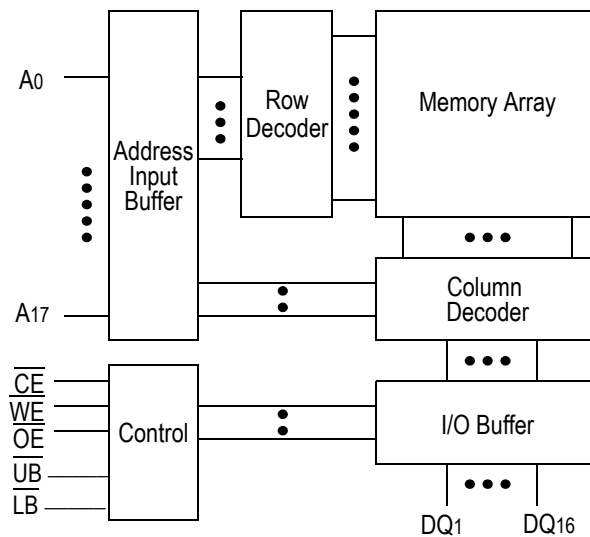 A0
Row
Decoder
Memory Array
Address
Input
Buffer
Column
Decoder
A17
CE
WE
OE
UB
LB
Control
I/O Buffer
DQ1
DQ16